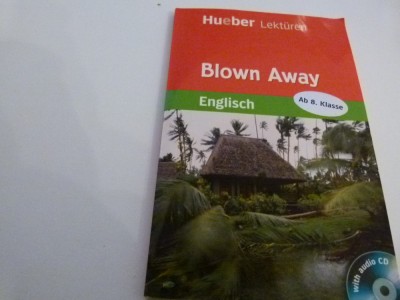 Hueber Lektüren
Blown Away
Englisch
Ab 8. Klasse
with audio CD